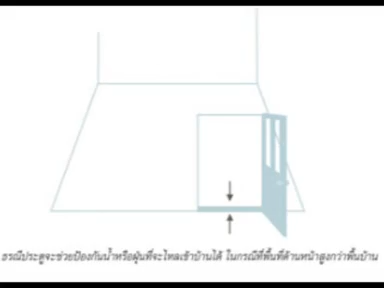 ธรณีประตูจะช่วยป้องกันน้ำหรือฝุ่นที่จะไหลเข้าบ้านได้ ในกรณีที่พื้นที่ด้านหน้าสูงกว่าพื้นบ้าน